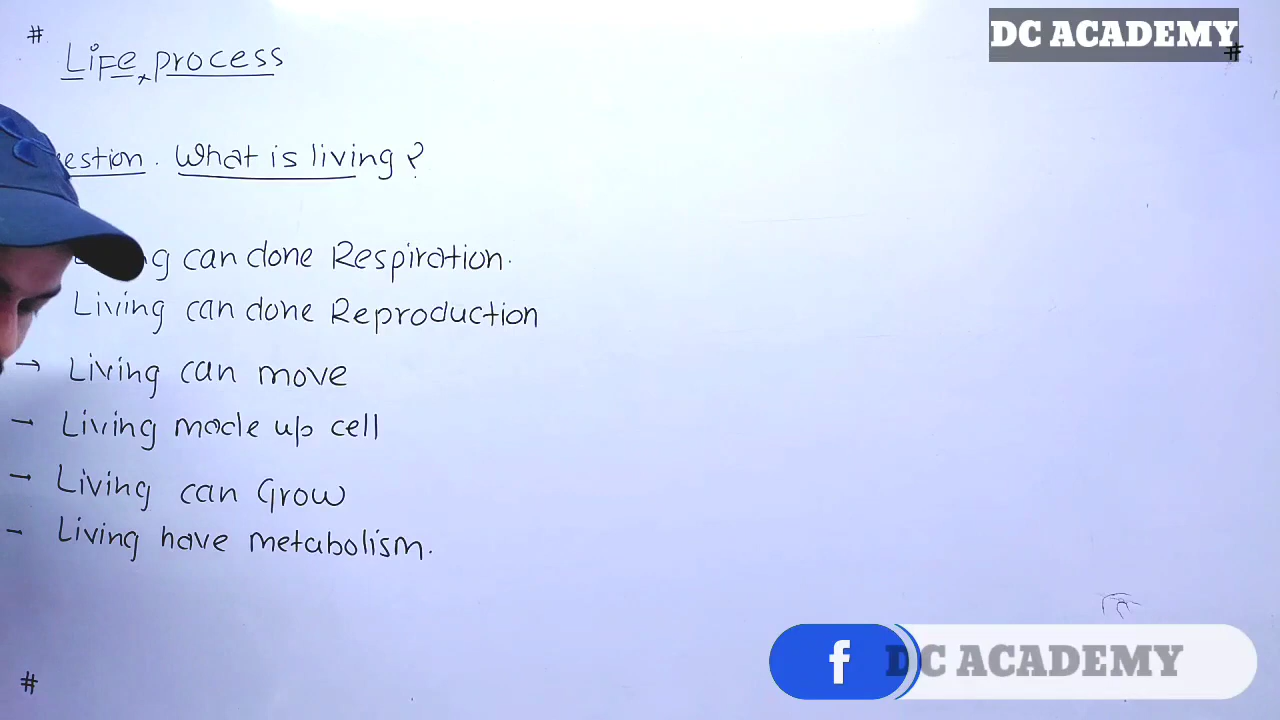 # Life process
DC ACADEMY
#
What is living?
can done Respiration.
Living can done Reproduction
→ Living can move
→ Living made up cell
→ Living can Grow
- Living have metabolism.
#
f DC ACADEMY